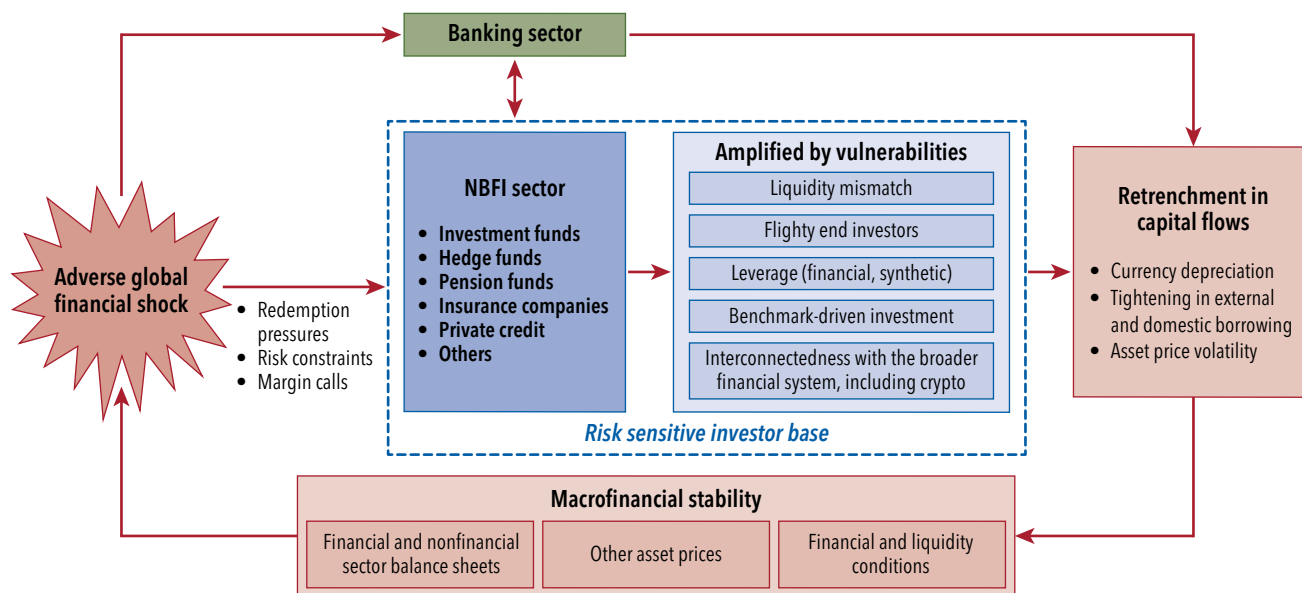 Banking sector
Adverse global
financial shock
• Redemption
pressures
• Risk constraints
• Margin calls
NBFI sector
• Investment funds
• Hedge funds
• Pension funds
• Insurance companies
• Private credit
• Others
Amplified by vulnerabilities
Liquidity mismatch
Flighty end investors
Leverage (financial, synthetic)
Benchmark-driven investment
Interconnectedness with the broader
financial system, including crypto
Risk sensitive investor base
Retrenchment in
capital flows
• Currency depreciation
• Tightening in external
and domestic borrowing
• Asset price volatility
Macrofinancial stability
Financial and nonfinancial
sector balance sheets
Other asset prices
Financial and liquidity
conditions